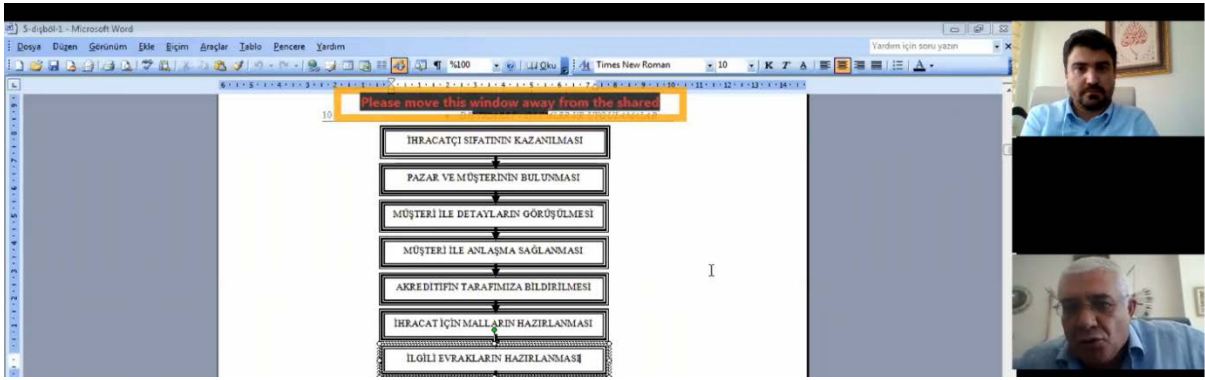 5-dışböl-1 - Microsoft Word
Dosya Düzen Görünüm Ekle Biçim Araçlar Tablo Pencere Yardım
Yardım için soru yazın
%100 Oku Times New Roman 10 K T A
Please move this window away from the shared
10
İHRACATÇI SIFATININ KAZANILMASI
PAZAR VE MÜŞTERİNİN BULUNMASI
MÜŞTERİ İLE DETAYLARIN GÖRÜŞÜLMESİ
MÜŞTERİ İLE ANLAŞMA SAĞLANMASI
AKREDİTİFİN TARAFIMIZA BİLDİRİLMESİ
İHRACAT İÇİN MALLARIN HAZIRLANMASI
İLGİLİ EVRAKLARIN HAZIRLANMASI